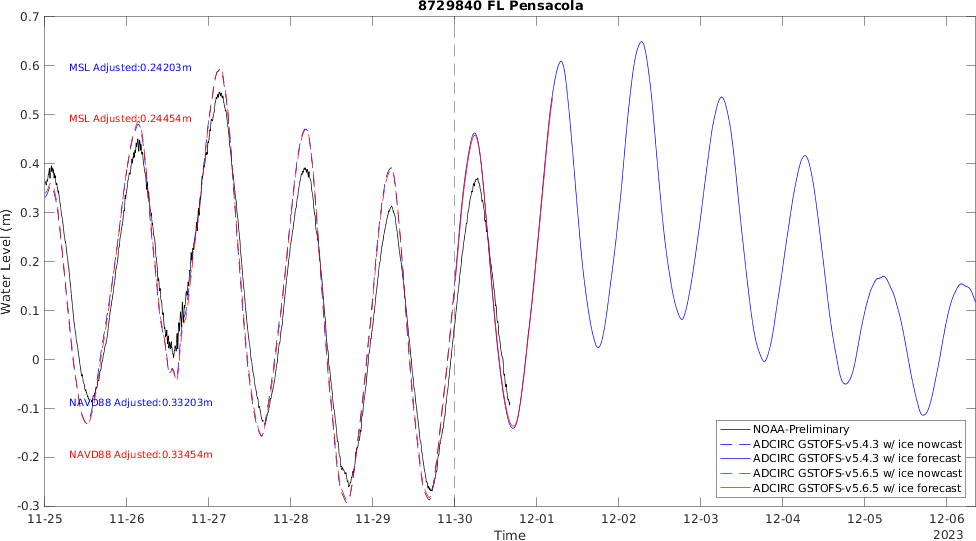 8729840 FL Pensacola
0.7
0.6
0.5
0.4
0.3
0.2
0.1
0
-0.1
-0.2
-0.3
Water Level (m)
MSL Adjusted:0.24203m
MSL Adjusted:0.24454m
NAVD88 Adjusted:0.33203m
NAVD88 Adjusted:0.33454m
NOAA-Preliminary
ADCIRC GSTOFS-v5.4.3 w/ ice nowcast
ADCIRC GSTOFS-v5.4.3 w/ ice forecast
ADCIRC GSTOFS-v5.6.5 w/ ice nowcast
ADCIRC GSTOFS-v5.6.5 w/ ice forecast
11-25 11-26 11-27 11-28 11-29 11-30 12-01 12-02 12-03 12-04 12-05 12-06
Time
2023